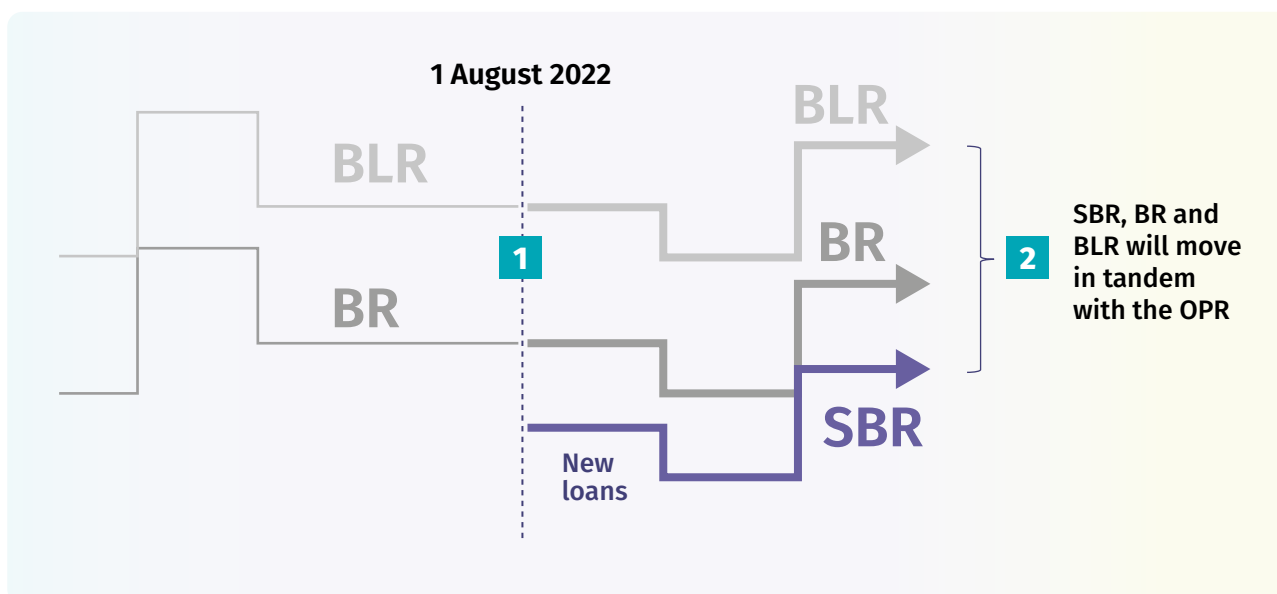 1 August 2022
BLR
BLR
BR
BR
1
2
SBR, BR and
BLR will move
in tandem
with the OPR
SBR
New
loans